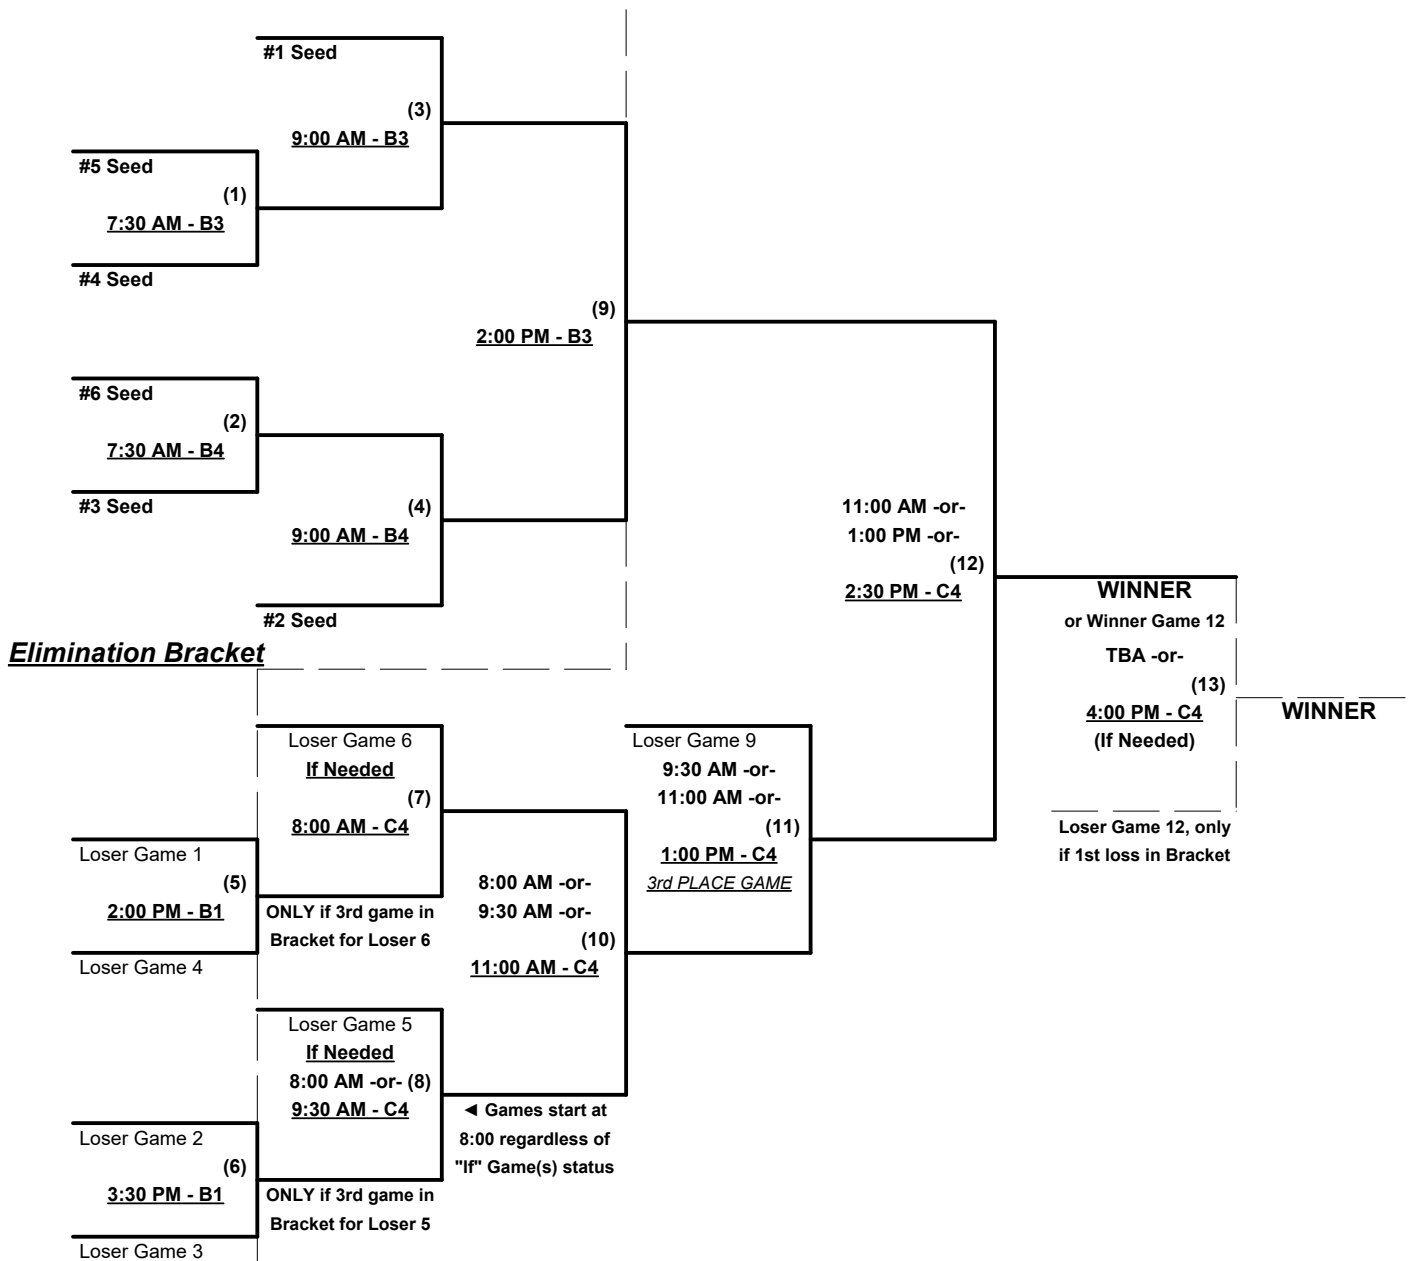 #1 Seed
(3)
9:00 AM - B3
#5 Seed
(1)
7:30 AM - B3
#4 Seed
(9)
2:00 PM - B3
#6 Seed
(2)
7:30 AM - B4
#3 Seed
(4)
9:00 AM - B4
#2 Seed
11:00 AM -or-
1:00 PM -or-
(12)
2:30 PM - C4
WINNER
or Winner Game 12
TBA -or-
(13)
4:00 PM - C4
(If Needed)
WINNER
Loser Game 12, only
if 1st loss in Bracket
Elimination Bracket
Loser Game 6
If Needed
(7)
8:00 AM - C4
Loser Game 9
9:30 AM -or-
11:00 AM -or-
(11)
1:00 PM - C4
3rd PLACE GAME
Loser Game 1
(5)
2:00 PM - B1
Loser Game 4
ONLY if 3rd game in
Bracket for Loser 6
8:00 AM -or-
9:30 AM -or-
(10)
11:00 AM - C4
Loser Game 5
If Needed
8:00 AM -or- (8)
9:30 AM - C4
◄ Games start at
8:00 regardless of
"If" Game(s) status
Loser Game 2
(6)
3:30 PM - B1
Loser Game 3
ONLY if 3rd game in
Bracket for Loser 5